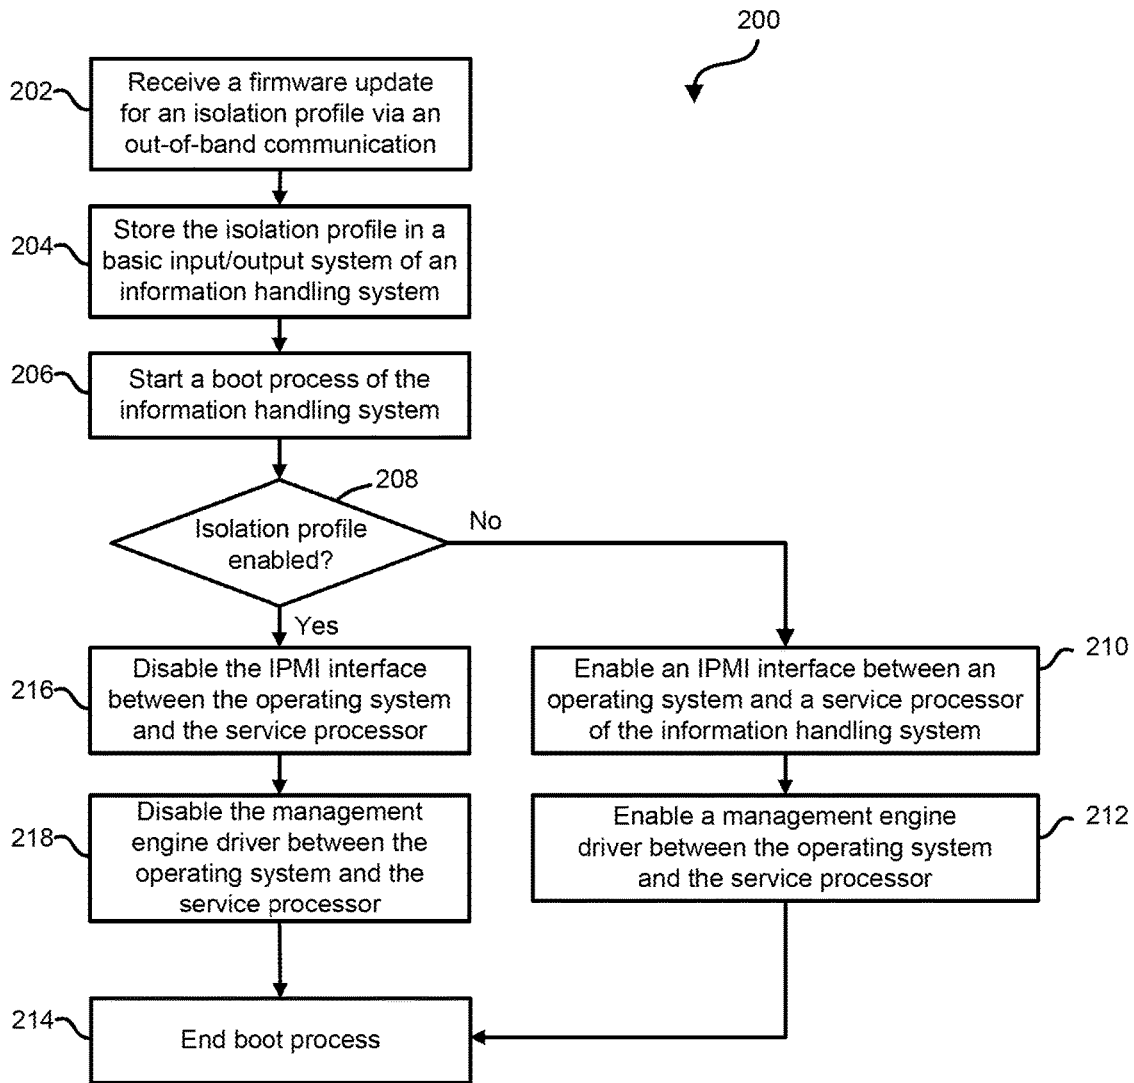 200
202
Receive a firmware update
for an isolation profile via an
out-of-band communication
204
Store the isolation profile in a
basic input/output system of an
information handling system
206
Start a boot process of the
information handling system
208
Isolation profile
enabled?
No
Yes
216
Disable the IPMI interface
between the operating system
and the service processor
210
Enable an IPMI interface between an
operating system and a service processor
of the information handling system
218
Disable the management
engine driver between the
operating system and the
service processor
212
Enable a management engine
driver between the operating system
and the service processor
214
End boot process